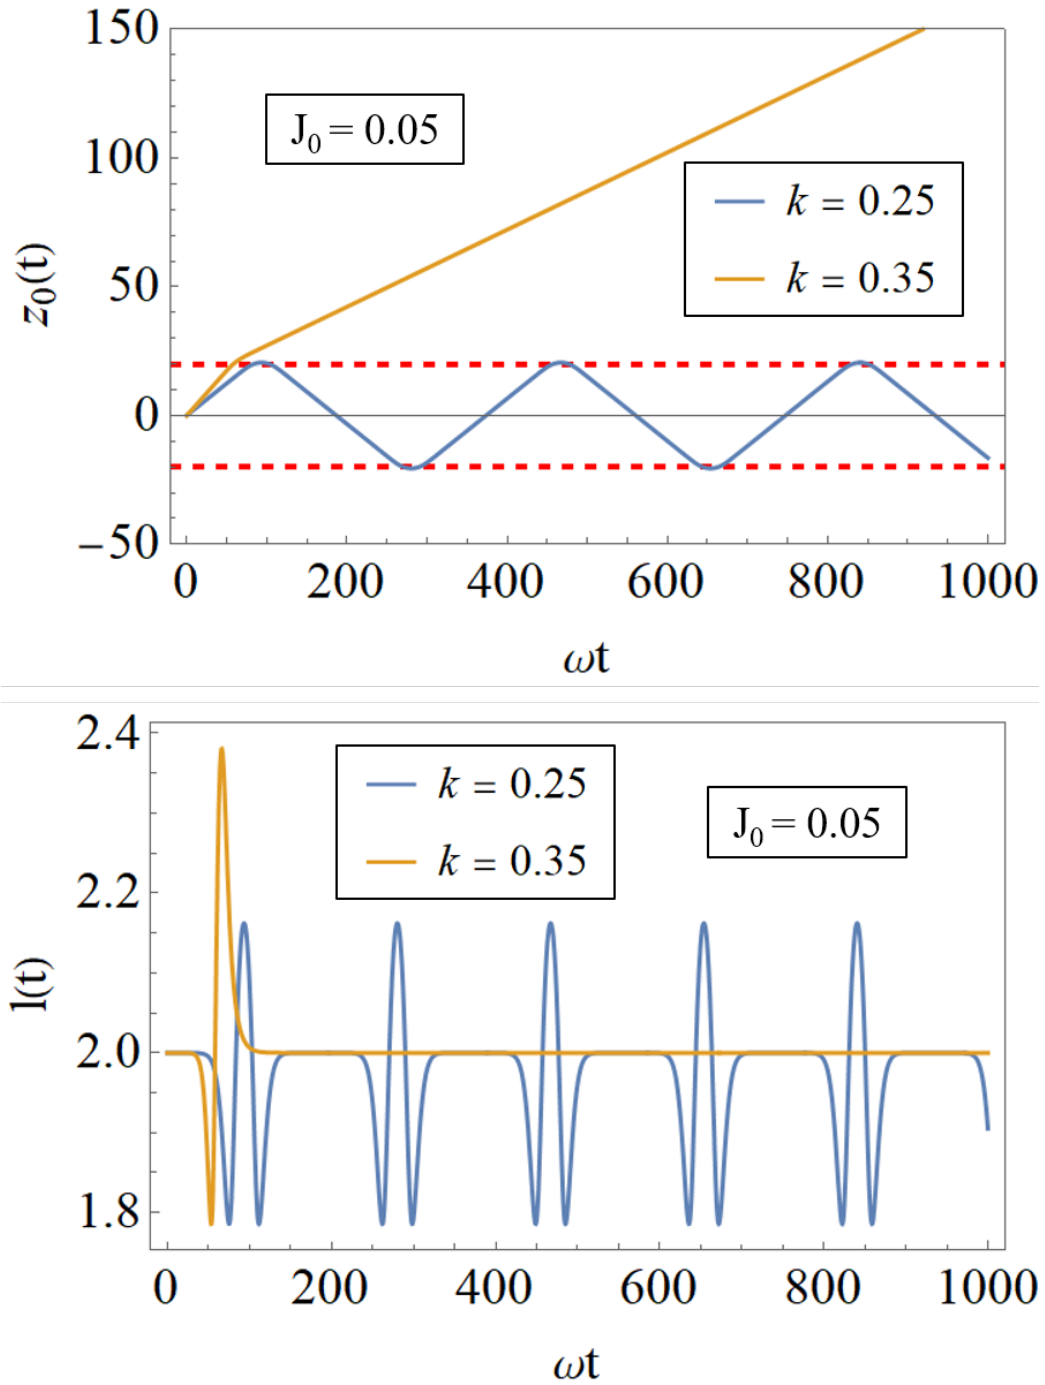 150
J₀ = 0.05
100
k = 0.25
k = 0.35
50
z₀(t)
0
−50
0 200 400 600 800 1000
ωt
2.4
k = 0.25
J₀ = 0.05
k = 0.35
2.2
l(t)
2.0
1.8
0 200 400 600 800 1000
ωt